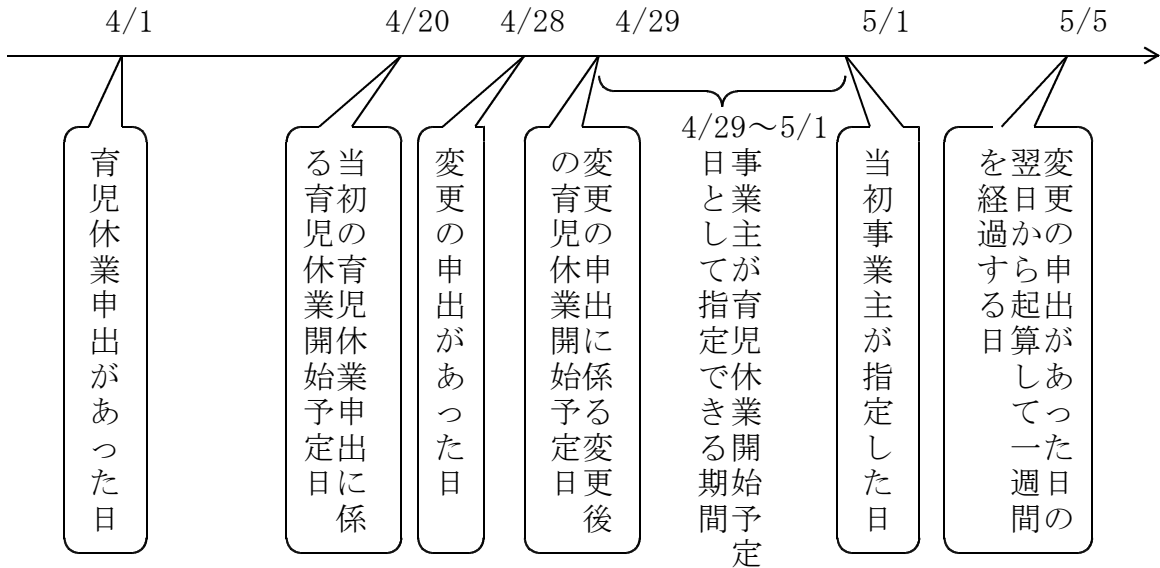 4/1
4/20
4/28
4/29
5/1
5/5
育児休業申出があった日
当初の育児休業申出に係
る育児休業開始予定日
変更の申出があった日
変更の申出に係る変更後
の育児休業開始予定日
4/29～5/1
事業主が育児休業開始予定
日として指定できる期間
当初事業主が指定した日
変更の申出があった日の
翌日から起算して一週間
を経過する日